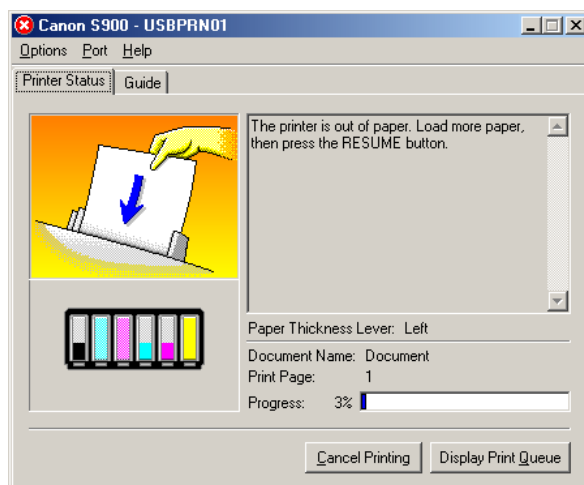 Canon S900 - USBPRN01
Options Port Help
Printer Status Guide
The printer is out of paper. Load more paper,
then press the RESUME button.
Paper Thickness Lever: Left
Document Name: Document
Print Page: 1
Progress: 3%
Cancel Printing Display Print Queue